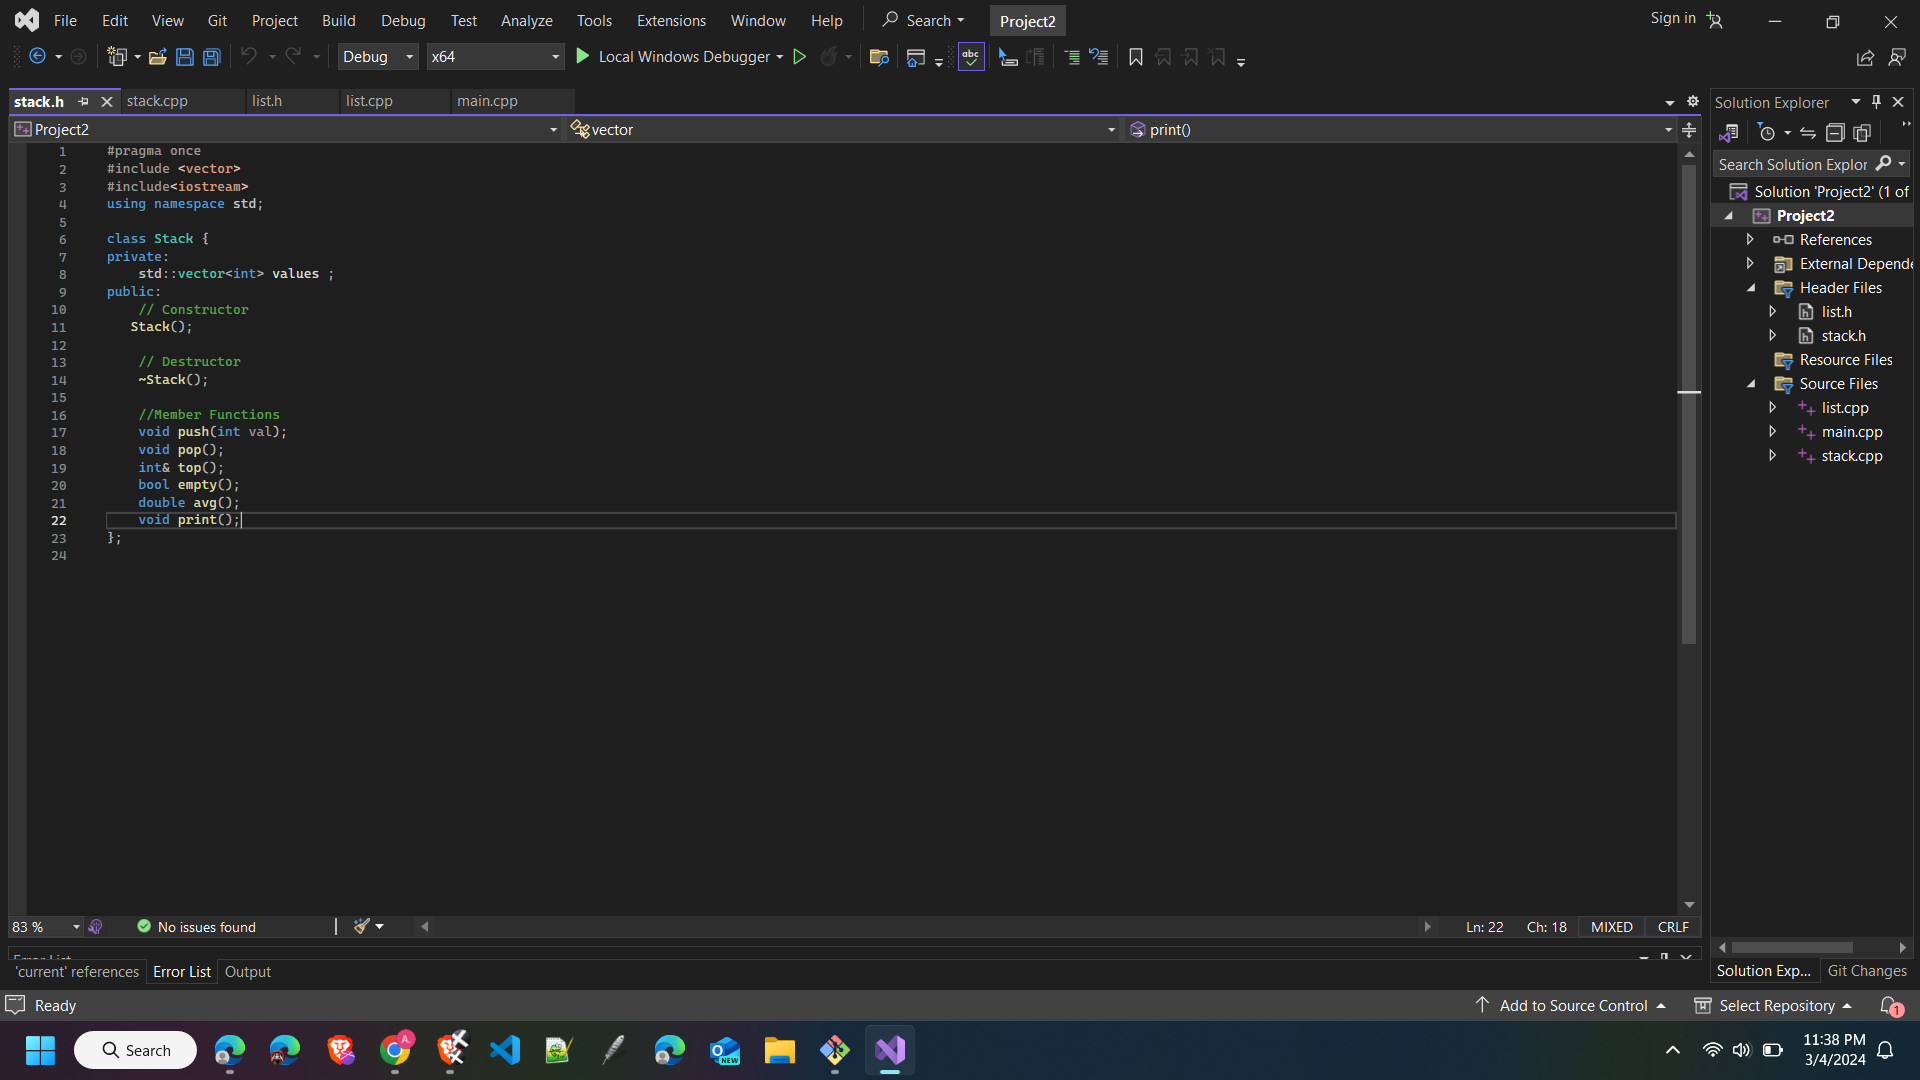 File Edit View Git Project Build Debug Test Analyze Tools Extensions Window Help Search Project2 Sign in
Debug x64 Local Windows Debugger abc
stack.h stack.cpp list.h list.cpp main.cpp
Project2 vector print()
1 #pragma once
2 #include <vector>
3 #include<iostream>
4 using namespace std;
5
6 class Stack {
7 private:
8 std::vector<int> values ;
9 public:
10 // Constructor
11 Stack();
12
13 // Destructor
14 ~Stack();
15
16 //Member Functions
17 void push(int val);
18 void pop();
19 int& top();
20 bool empty();
21 double avg();
22 void print();
23 };
24
83 % No issues found Ln: 22 Ch: 18 MIXED CRLF
Error List
'current' references Error List Output
Solution Explorer
Search Solution Explor
Solution 'Project2' (1 of
Project2
References
External Depende
Header Files
list.h
stack.h
Resource Files
Source Files
list.cpp
main.cpp
stack.cpp
Solution Exp... Git Changes
Ready Add to Source Control Select Repository 1
Search A NEW 11:38 PM
3/4/2024